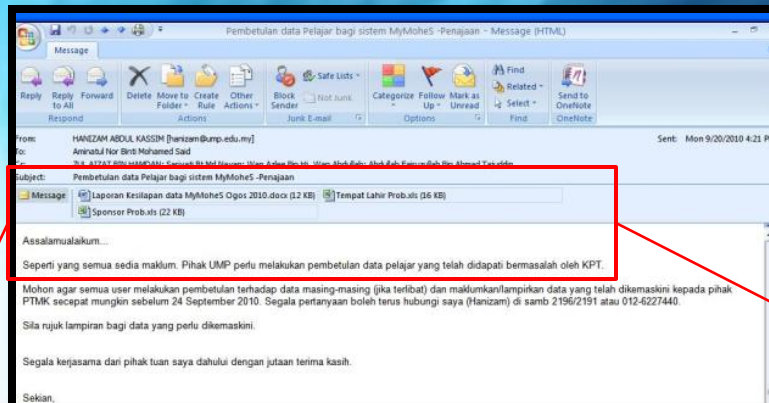 Pembetulan data Pelajar bagi sistem MyMoheS -Penajaan - Message (HTML)
Message
Reply Reply to All Forward Delete Move to Folder Create Rule Other Actions Block Sender Safe Lists Not Junk Categorize Follow Up Mark as Unread Find Related Select Send to OneNote
Respond Actions Junk E-mail Options Find OneNote
From: HANIZAM ABDUL KASSIM [hanizam@ump.edu.my] Sent: Mon 9/20/2010 4:21 P
To: Aminatul Nor Binti Mohamed Said
Subject: Pembetulan data Pelajar bagi sistem MyMoheS -Penajaan
Message Laporan Kesilapan data MyMoheS Ogos 2010.docx (12 KB) Tempat Lahir Prob.xls (16 KB)
Sponsor Prob.xls (22 KB)
Assalamualaikum...
Seperti yang semua sedia maklum. Pihak UMP perlu melakukan pembetulan data pelajar yang telah didapati bermasalah oleh KPT.
Mohon agar semua user melakukan pembetulan terhadap data masing-masing (jika terlibat) dan maklumkan/lampirkan data yang telah dikemaskini kepada pihak
PTMK secepat mungkin sebelum 24 September 2010. Segala pertanyaan boleh terus hubungi saya (Hanizam) di samb 2196/2191 atau 012-6227440.
Sila rujuk lampiran bagi data yang perlu dikemaskini.
Segala kerjasama dari pihak tuan saya dahului dengan jutaan terima kasih.
Sekian,